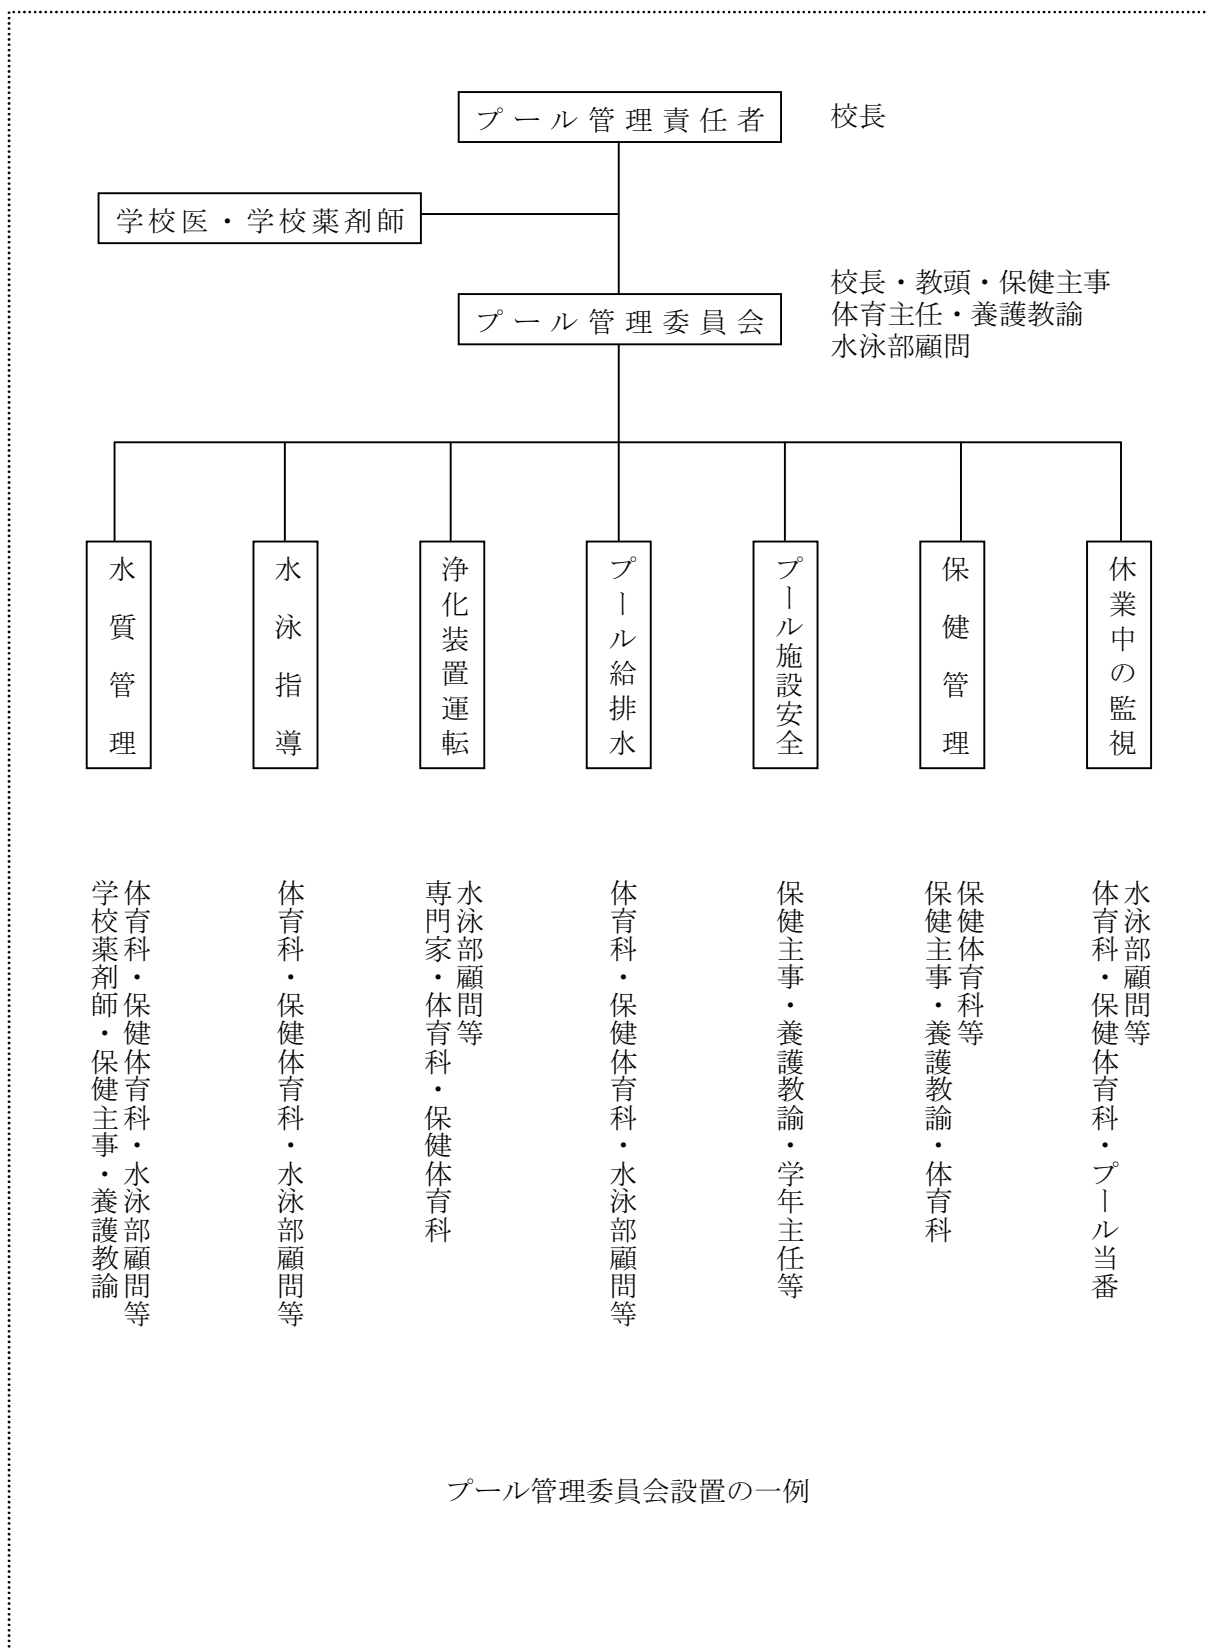 プール管理責任者
校長
学校医・学校薬剤師
プール管理委員会
校長・教頭・保健主事
体育主任・養護教諭
水泳部顧問
水質管理
水泳指導
浄化装置運転
プール給排水
プール施設安全
保健管理
休業中の監視
学校薬剤師・保健主事・養護教諭
体育科・保健体育科・水泳部顧問等
体育科・保健体育科・水泳部顧問等
専門家・体育科・保健体育科
水泳部顧問等
体育科・保健体育科・水泳部顧問等
保健主事・養護教諭・学年主任等
保健主事・養護教諭・体育科
保健体育科等
体育科・保健体育科・プール当番
水泳部顧問等
プール管理委員会設置の一例